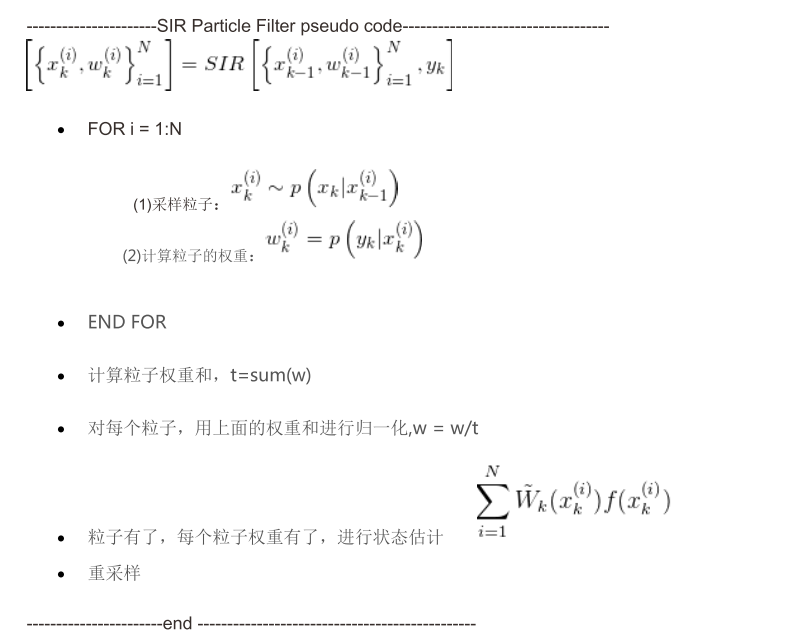 ----------------------SIR Particle Filter pseudo code-----------------------------------
$\left[\left\{x_k^{(i)}, w_k^{(i)}\right\}_{i=1}^{N}\right] = SIR\left[\left\{x_{k-1}^{(i)}, w_{k-1}^{(i)}\right\}_{i=1}^{N}, y_k\right]$
• FOR i = 1:N
(1)采样粒子： $x_k^{(i)} \sim p\left(x_k|x_{k-1}^{(i)}\right)$
(2)计算粒子的权重： $w_k^{(i)} = p\left(y_k|x_k^{(i)}\right)$
• END FOR
• 计算粒子权重和，t=sum(w)
• 对每个粒子，用上面的权重和进行归一化,w = w/t
• 粒子有了，每个粒子权重有了，进行状态估计 $\sum_{i=1}^{N} \tilde{W}_k(x_k^{(i)})f(x_k^{(i)})$
• 重采样
-----------------------end -----------------------------------------------